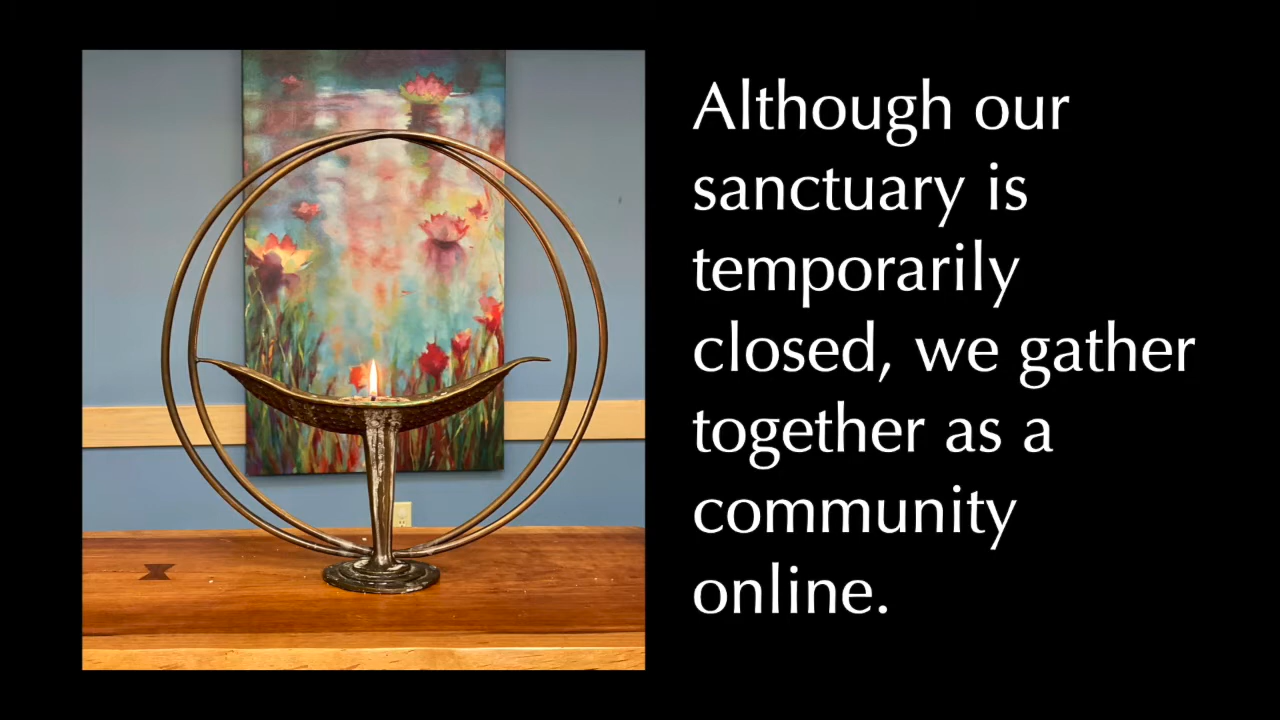 Although our
sanctuary is
temporarily
closed, we gather
together as a
community
online.